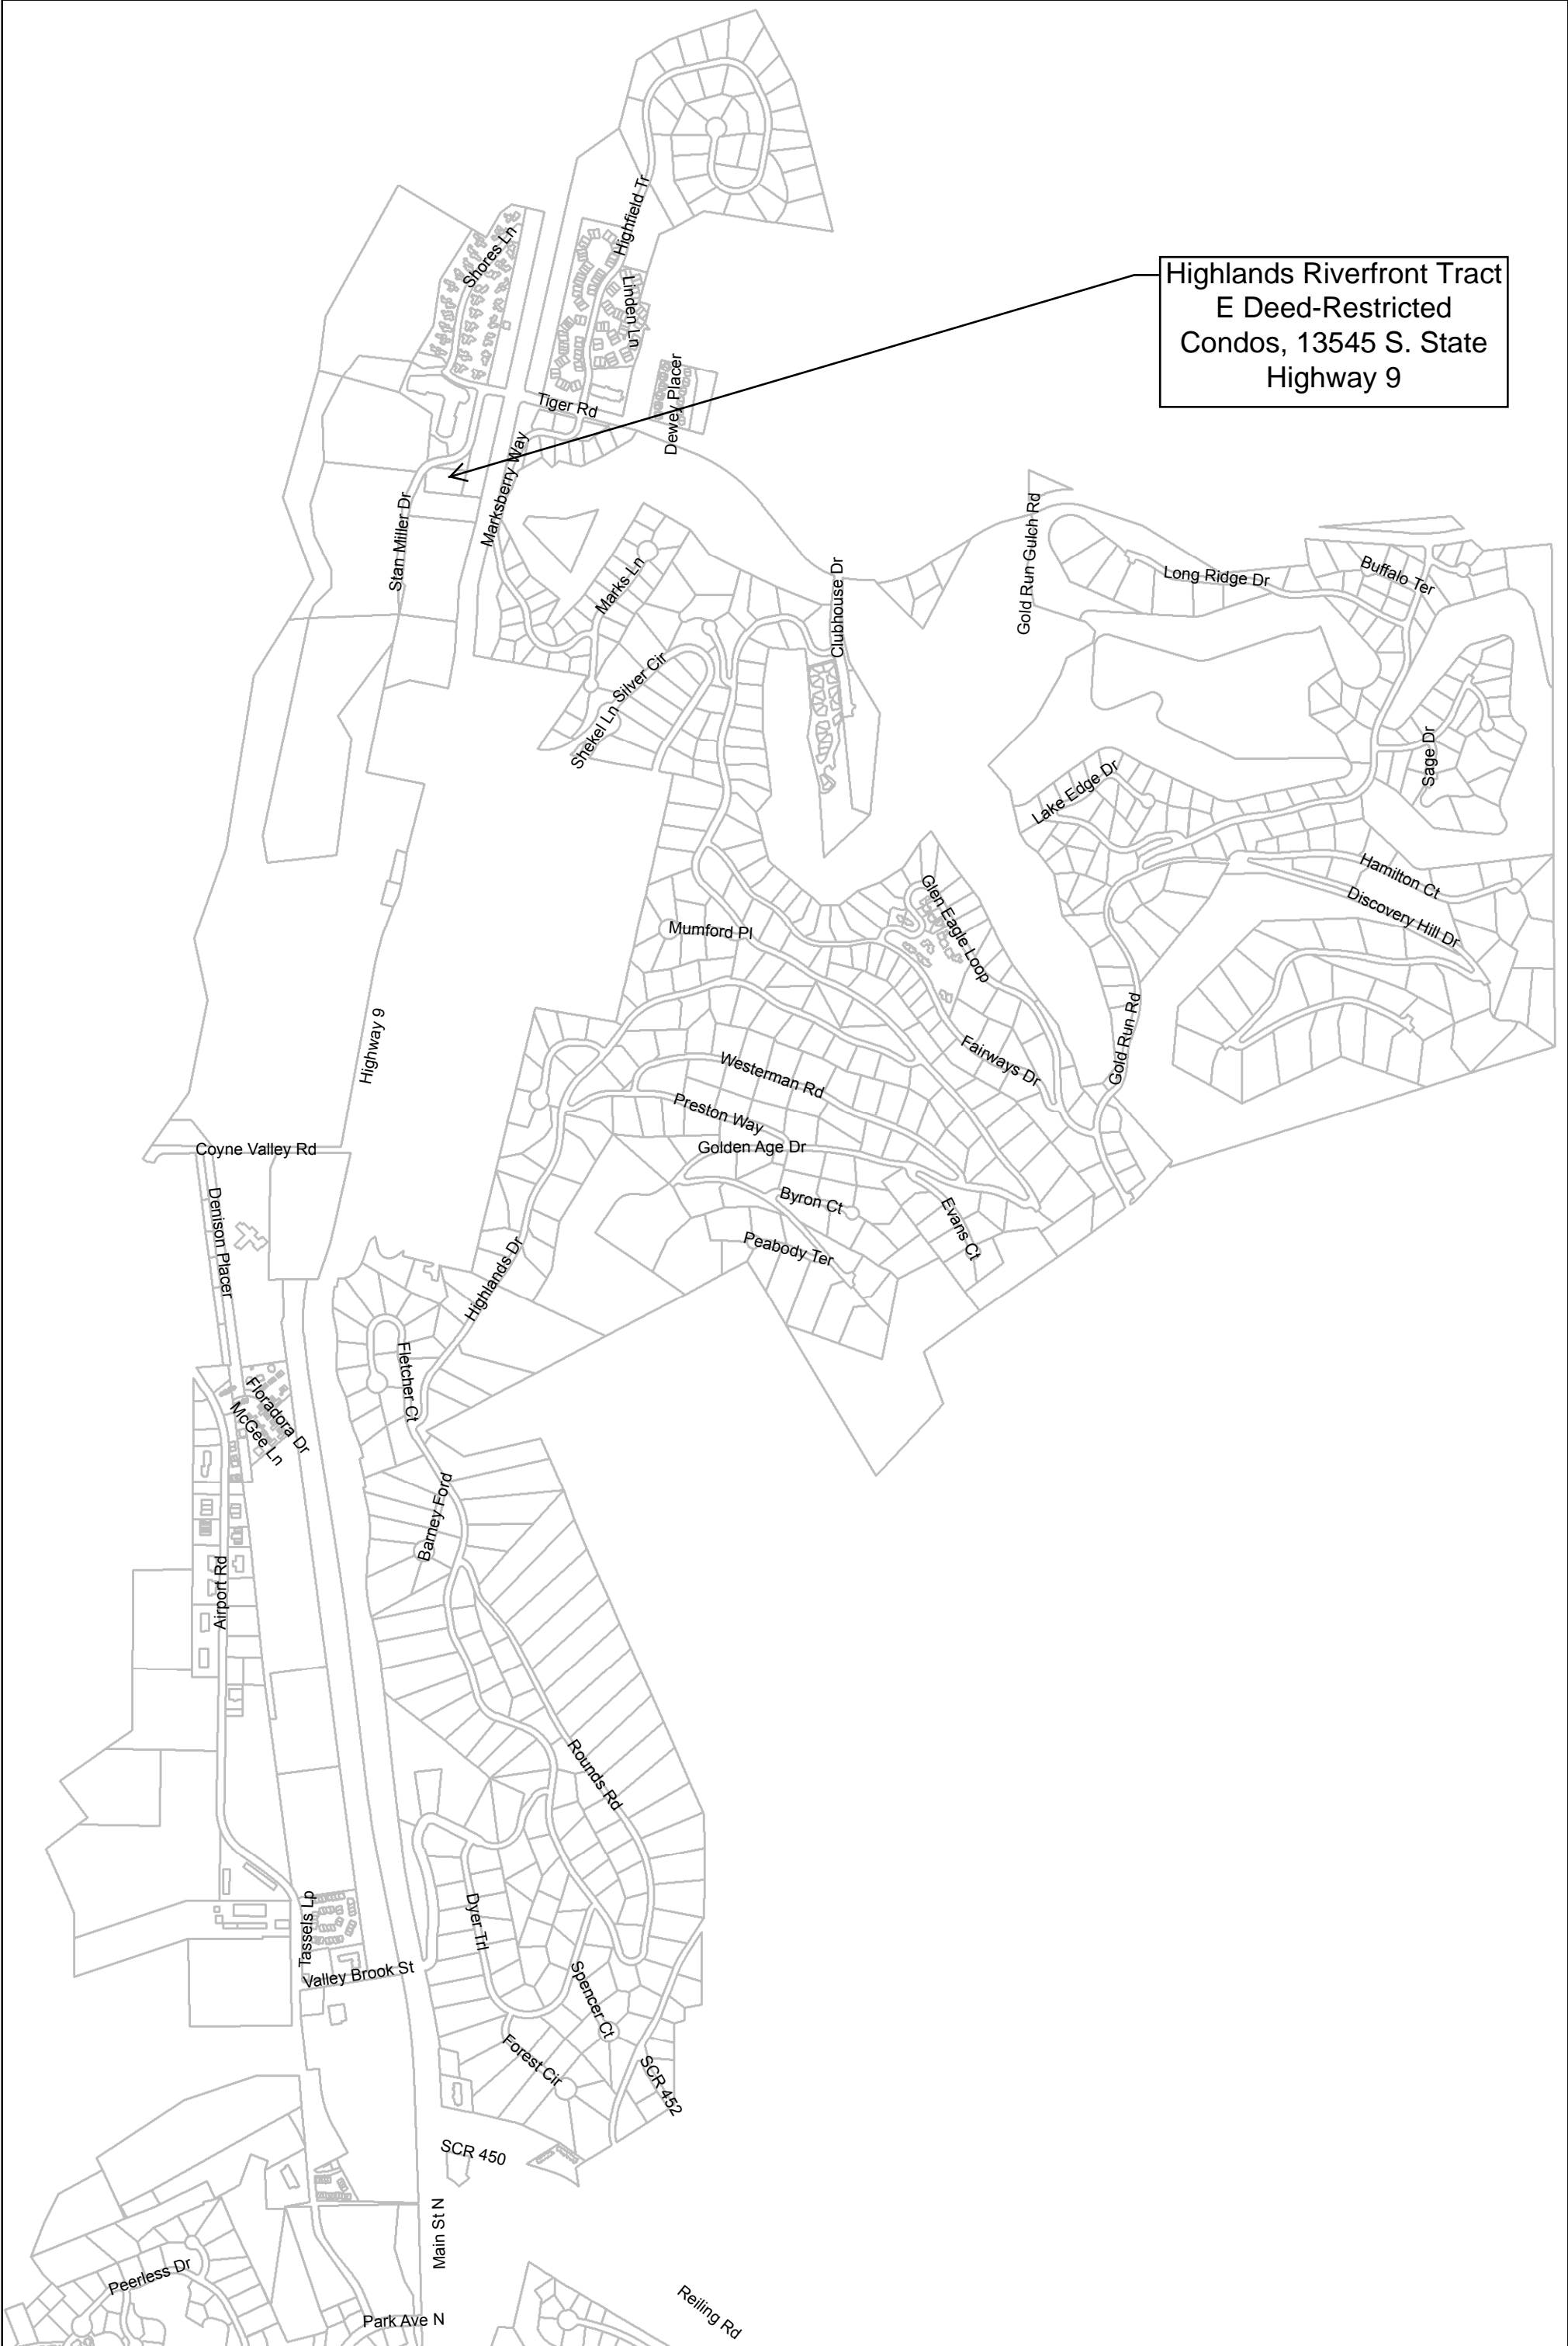 Highfield Tr
Shores Ln
Linden Ln
Highlands Riverfront Tract
E Deed-Restricted
Condos, 13545 S. State
Highway 9
Dewey Placer
Tiger Rd
Marksberry Way
Stan Miller Dr
Gold Run Gulch Rd
Marks Ln
Clubhouse Dr
Long Ridge Dr
Buffalo Ter
Silver Cir
Shekel Ln
Sage Dr
Lake Edge Dr
Hamilton Ct
Discovery Hill Dr
Glen Eagle Loop
Mumford Pl
Highway 9
Gold Run Rd
Fairways Dr
Westerman Rd
Preston Way
Golden Age Dr
Coyne Valley Rd
Denison Placer
Byron Ct
Evans Ct
Peabody Ter
Highlands Dr
Fletcher Ct
Floradora Dr
McGee Ln
Barney Ford
Airport Rd
Rounds Rd
Dyer Trl
Tassels Lp
Valley Brook St
Spencer Ct
Forest Cir
SCR 452
SCR 450
Main St N
Peerless Dr
Park Ave N
Reiling Rd